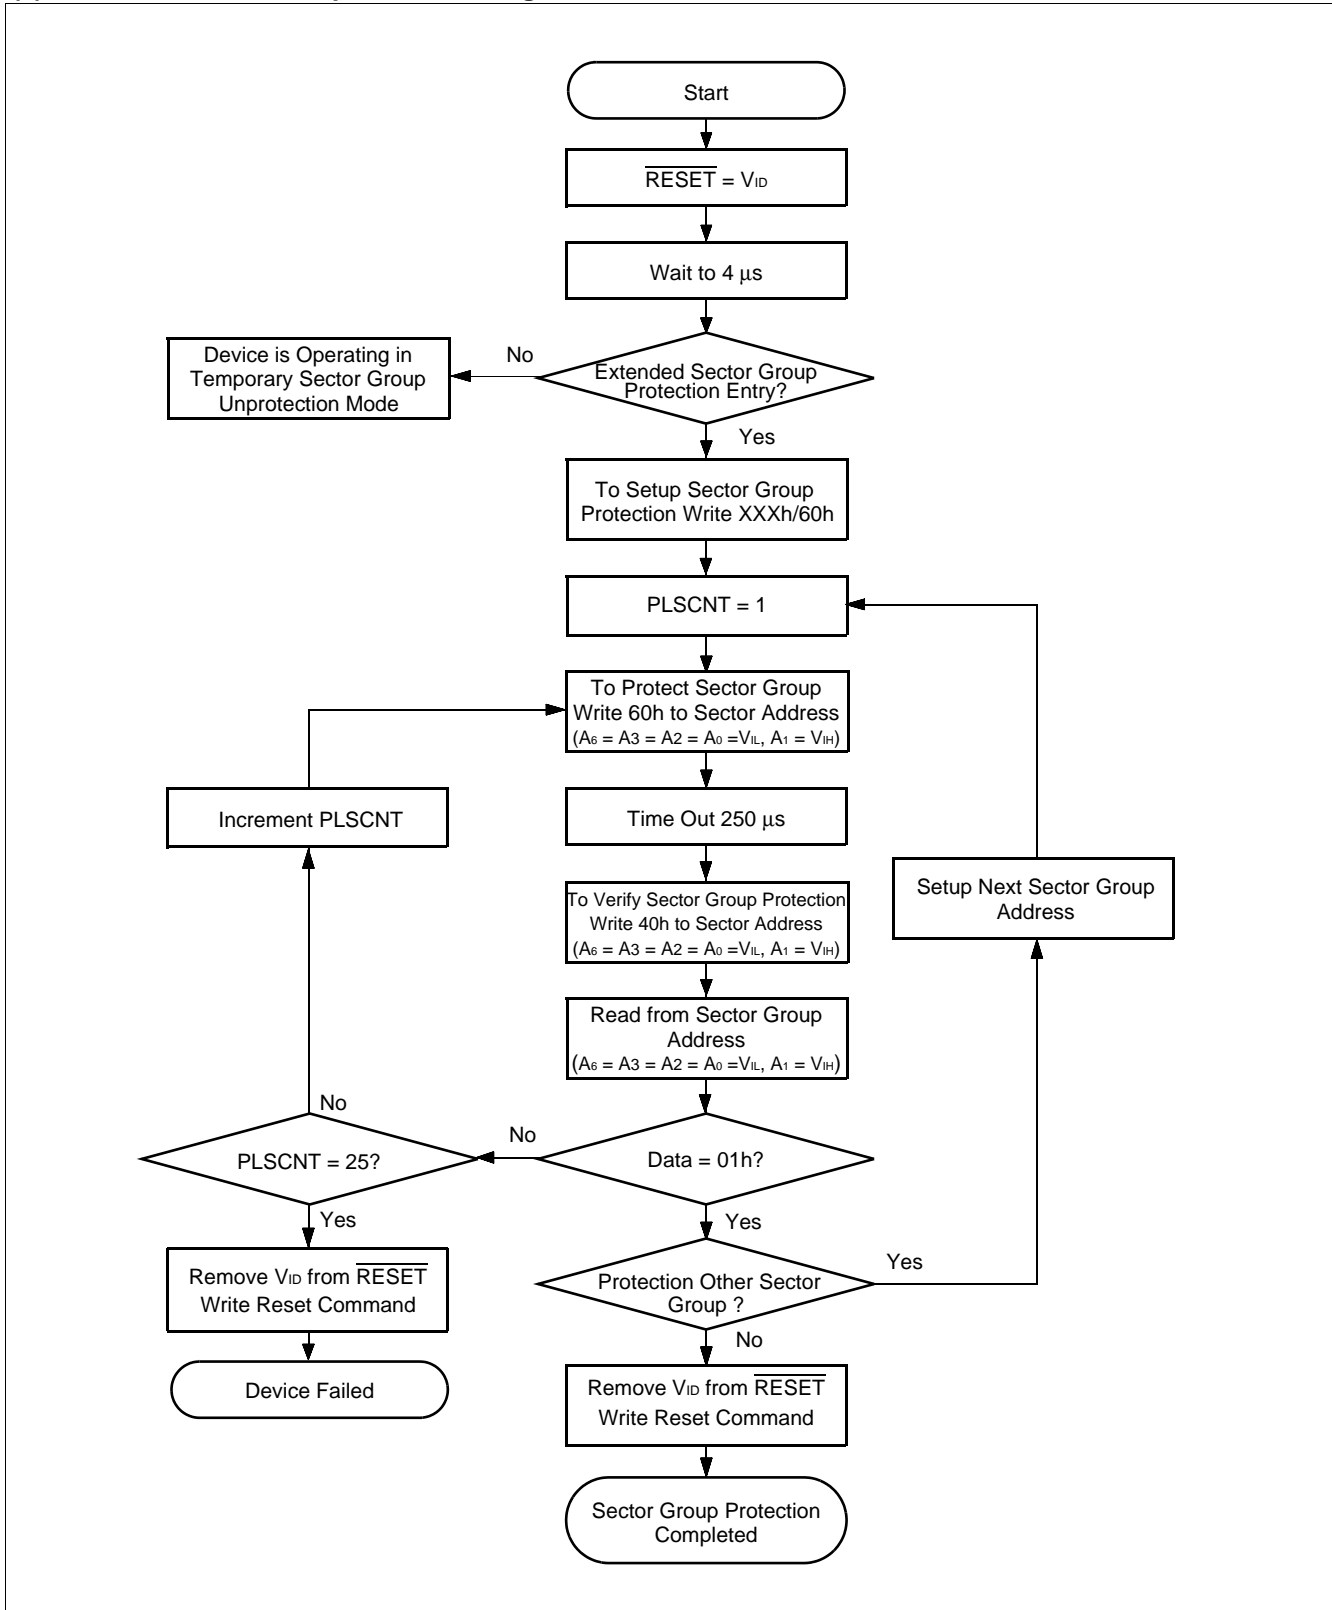 Start
RESET = VID
Wait to 4 μs
Device is Operating in
Temporary Sector Group
Unprotection Mode
No
Extended Sector Group
Protection Entry?
Yes
To Setup Sector Group
Protection Write XXXh/60h
PLSCNT = 1
To Protect Sector Group
Write 60h to Sector Address
(A6 = A3 = A2 = A0 =VIL, A1 = VIH)
Increment PLSCNT
Time Out 250 μs
To Verify Sector Group Protection
Write 40h to Sector Address
(A6 = A3 = A2 = A0 =VIL, A1 = VIH)
Setup Next Sector Group
Address
Read from Sector Group
Address
(A6 = A3 = A2 = A0 =VIL, A1 = VIH)
No
PLSCNT = 25?
No
Data = 01h?
Yes
Yes
Remove VID from RESET
Write Reset Command
Protection Other Sector
Group ?
Yes
No
Device Failed
Remove VID from RESET
Write Reset Command
Sector Group Protection
Completed